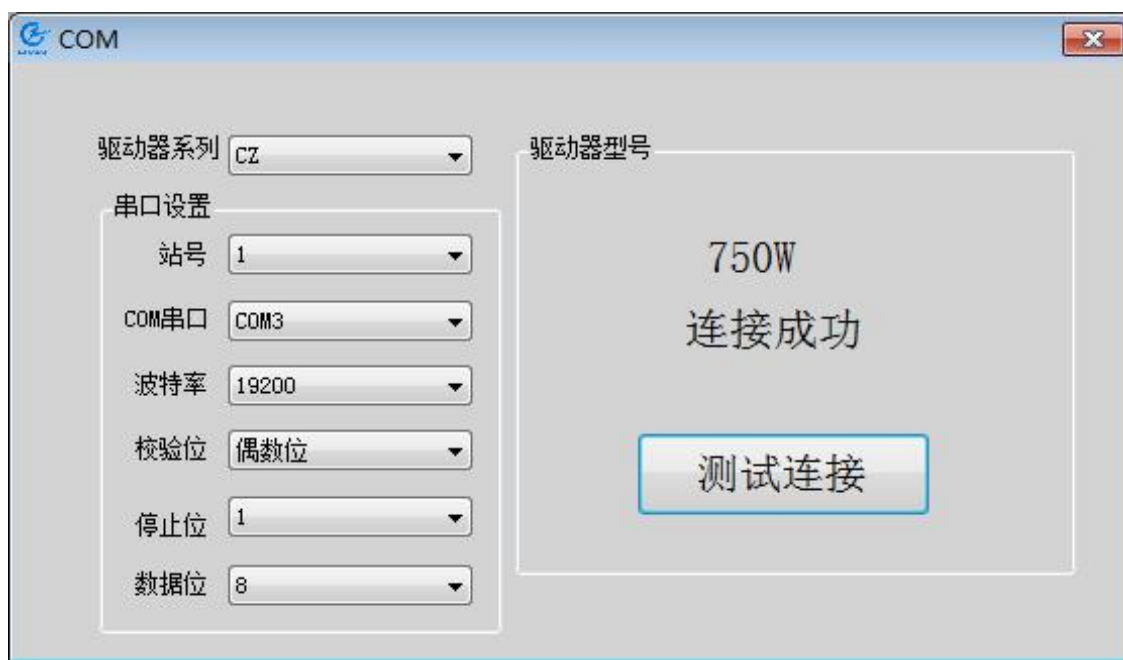 COM
驱动器系列 CZ
串口设置
站号 1
COM串口 COM3
波特率 19200
校验位 偶数位
停止位 1
数据位 8
驱动器型号
750W
连接成功
测试连接